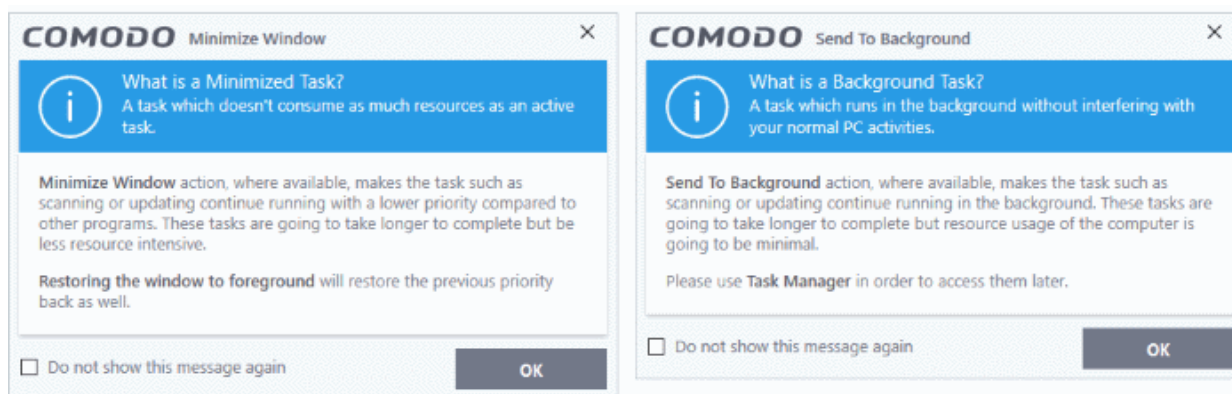 COMODO Minimize Window
What is a Minimized Task?
A task which doesn't consume as much resources as an active
task.
Minimize Window action, where available, makes the task such as
scanning or updating continue running with a lower priority compared to
other programs. These tasks are going to take longer to complete but be
less resource intensive.
Restoring the window to foreground will restore the previous priority
back as well.
Do not show this message again
OK
COMODO Send To Background
What is a Background Task?
A task which runs in the background without interfering with
your normal PC activities.
Send To Background action, where available, makes the task such as
scanning or updating continue running in the background. These tasks are
going to take longer to complete but resource usage of the computer is
going to be minimal.
Please use Task Manager in order to access them later.
Do not show this message again
OK